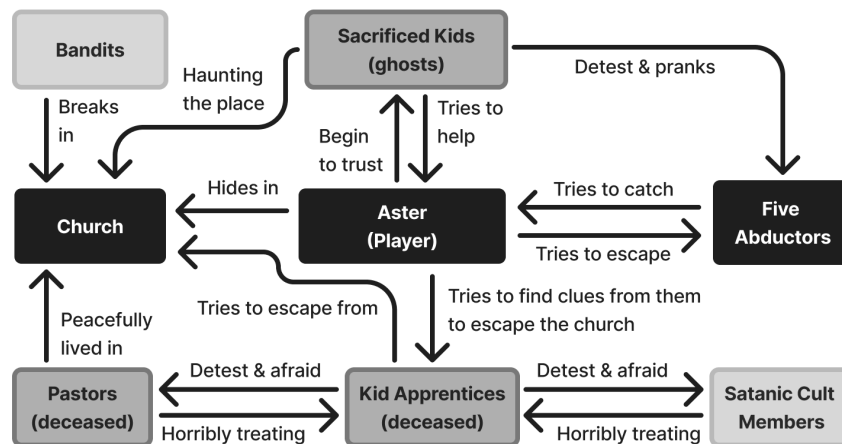 Bandits
Sacrificed Kids
(ghosts)
Haunting
the place
Detest & pranks
Breaks
in
Begin
to trust
Tries to
help
Church
Hides in
Aster
(Player)
Tries to catch
Tries to escape
Five
Abductors
Tries to escape from
Tries to find clues from them
to escape the church
Peacefully
lived in
Pastors
(deceased)
Detest & afraid
Horribly treating
Kid Apprentices
(deceased)
Detest & afraid
Horribly treating
Satanic Cult
Members